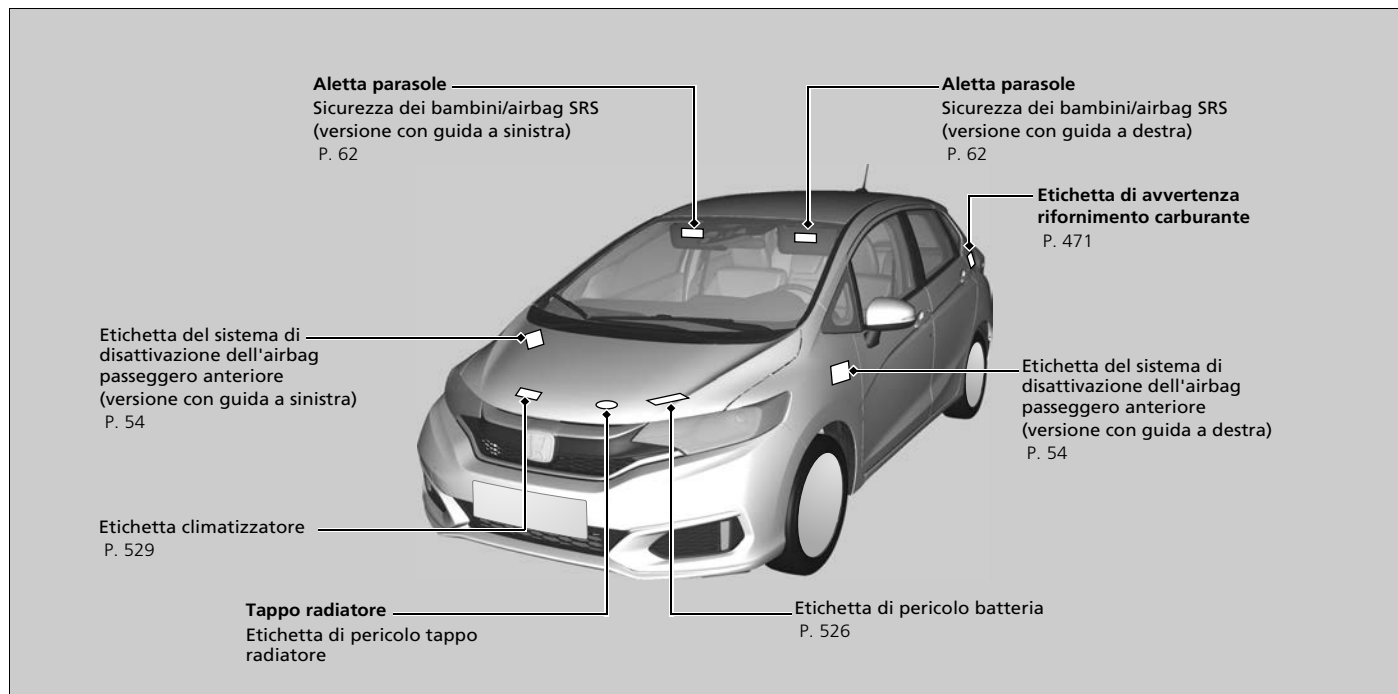 Aletta parasole
Sicurezza dei bambini/airbag SRS
(versione con guida a sinistra)
P. 62
Aletta parasole
Sicurezza dei bambini/airbag SRS
(versione con guida a destra)
P. 62
Etichetta di avvertenza
rifornimento carburante
P. 471
Etichetta del sistema di
disattivazione dell'airbag
passeggero anteriore
(versione con guida a sinistra)
P. 54
Etichetta del sistema di
disattivazione dell'airbag
passeggero anteriore
(versione con guida a destra)
P. 54
Etichetta climatizzatore
P. 529
Tappo radiatore
Etichetta di pericolo tappo
radiatore
Etichetta di pericolo batteria
P. 526